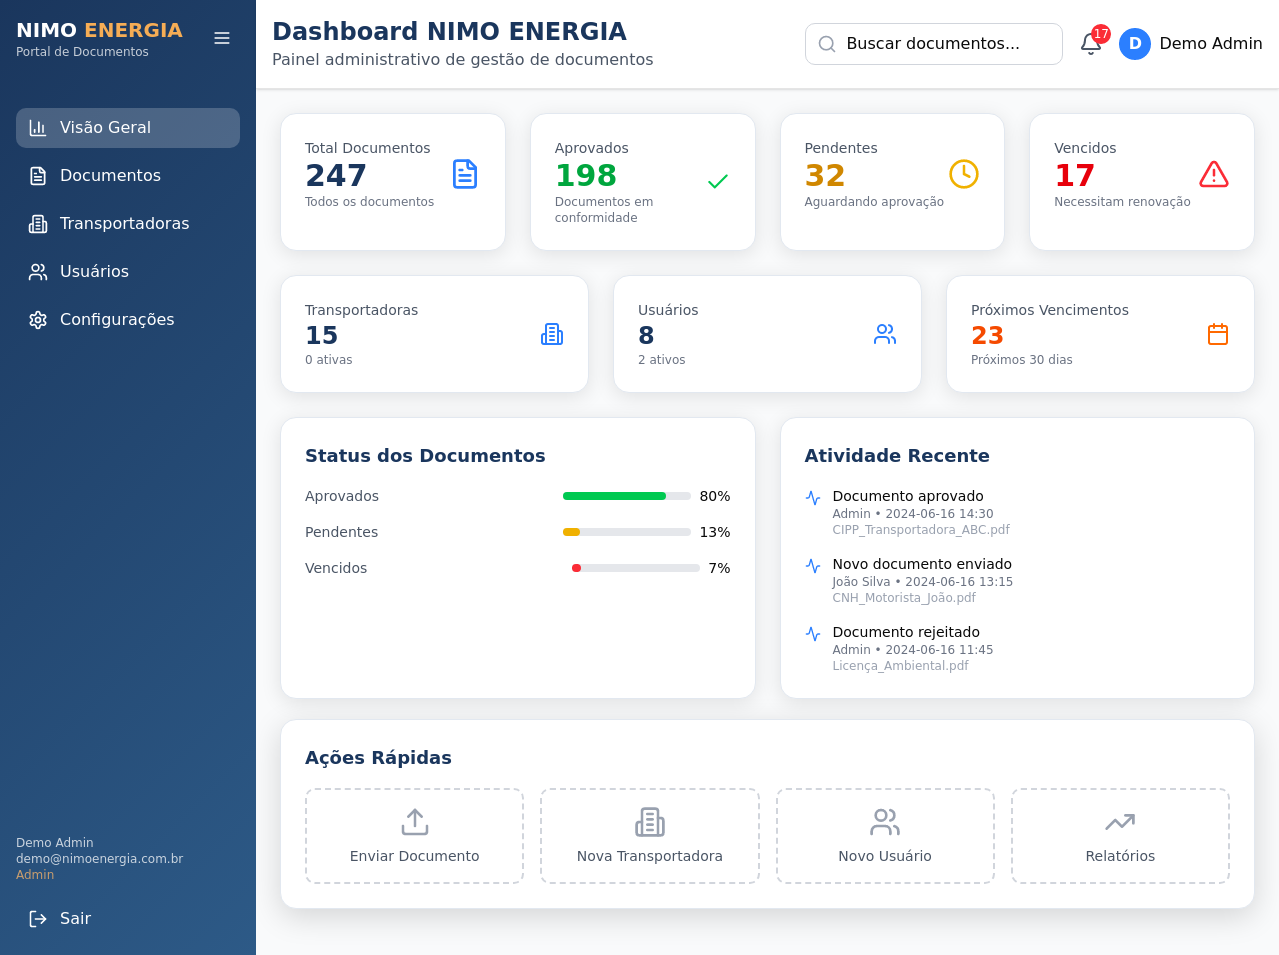 NIMO ENERGIA
Portal de Documentos
Visão Geral
Documentos
Transportadoras
Usuários
Configurações
Demo Admin
demo@nimoenergia.com.br
Admin
Sair
Dashboard NIMO ENERGIA
Painel administrativo de gestão de documentos
Buscar documentos...
17
D
Demo Admin
Total Documentos
247
Todos os documentos
Aprovados
198
Documentos em
conformidade
Pendentes
32
Aguardando aprovação
Vencidos
17
Necessitam renovação
Transportadoras
15
0 ativas
Usuários
8
2 ativos
Próximos Vencimentos
23
Próximos 30 dias
Status dos Documentos
Aprovados 80%
Pendentes 13%
Vencidos 7%
Atividade Recente
Documento aprovado
Admin • 2024-06-16 14:30
CIPP_Transportadora_ABC.pdf
Novo documento enviado
João Silva • 2024-06-16 13:15
CNH_Motorista_João.pdf
Documento rejeitado
Admin • 2024-06-16 11:45
Licença_Ambiental.pdf
Ações Rápidas
Enviar Documento
Nova Transportadora
Novo Usuário
Relatórios